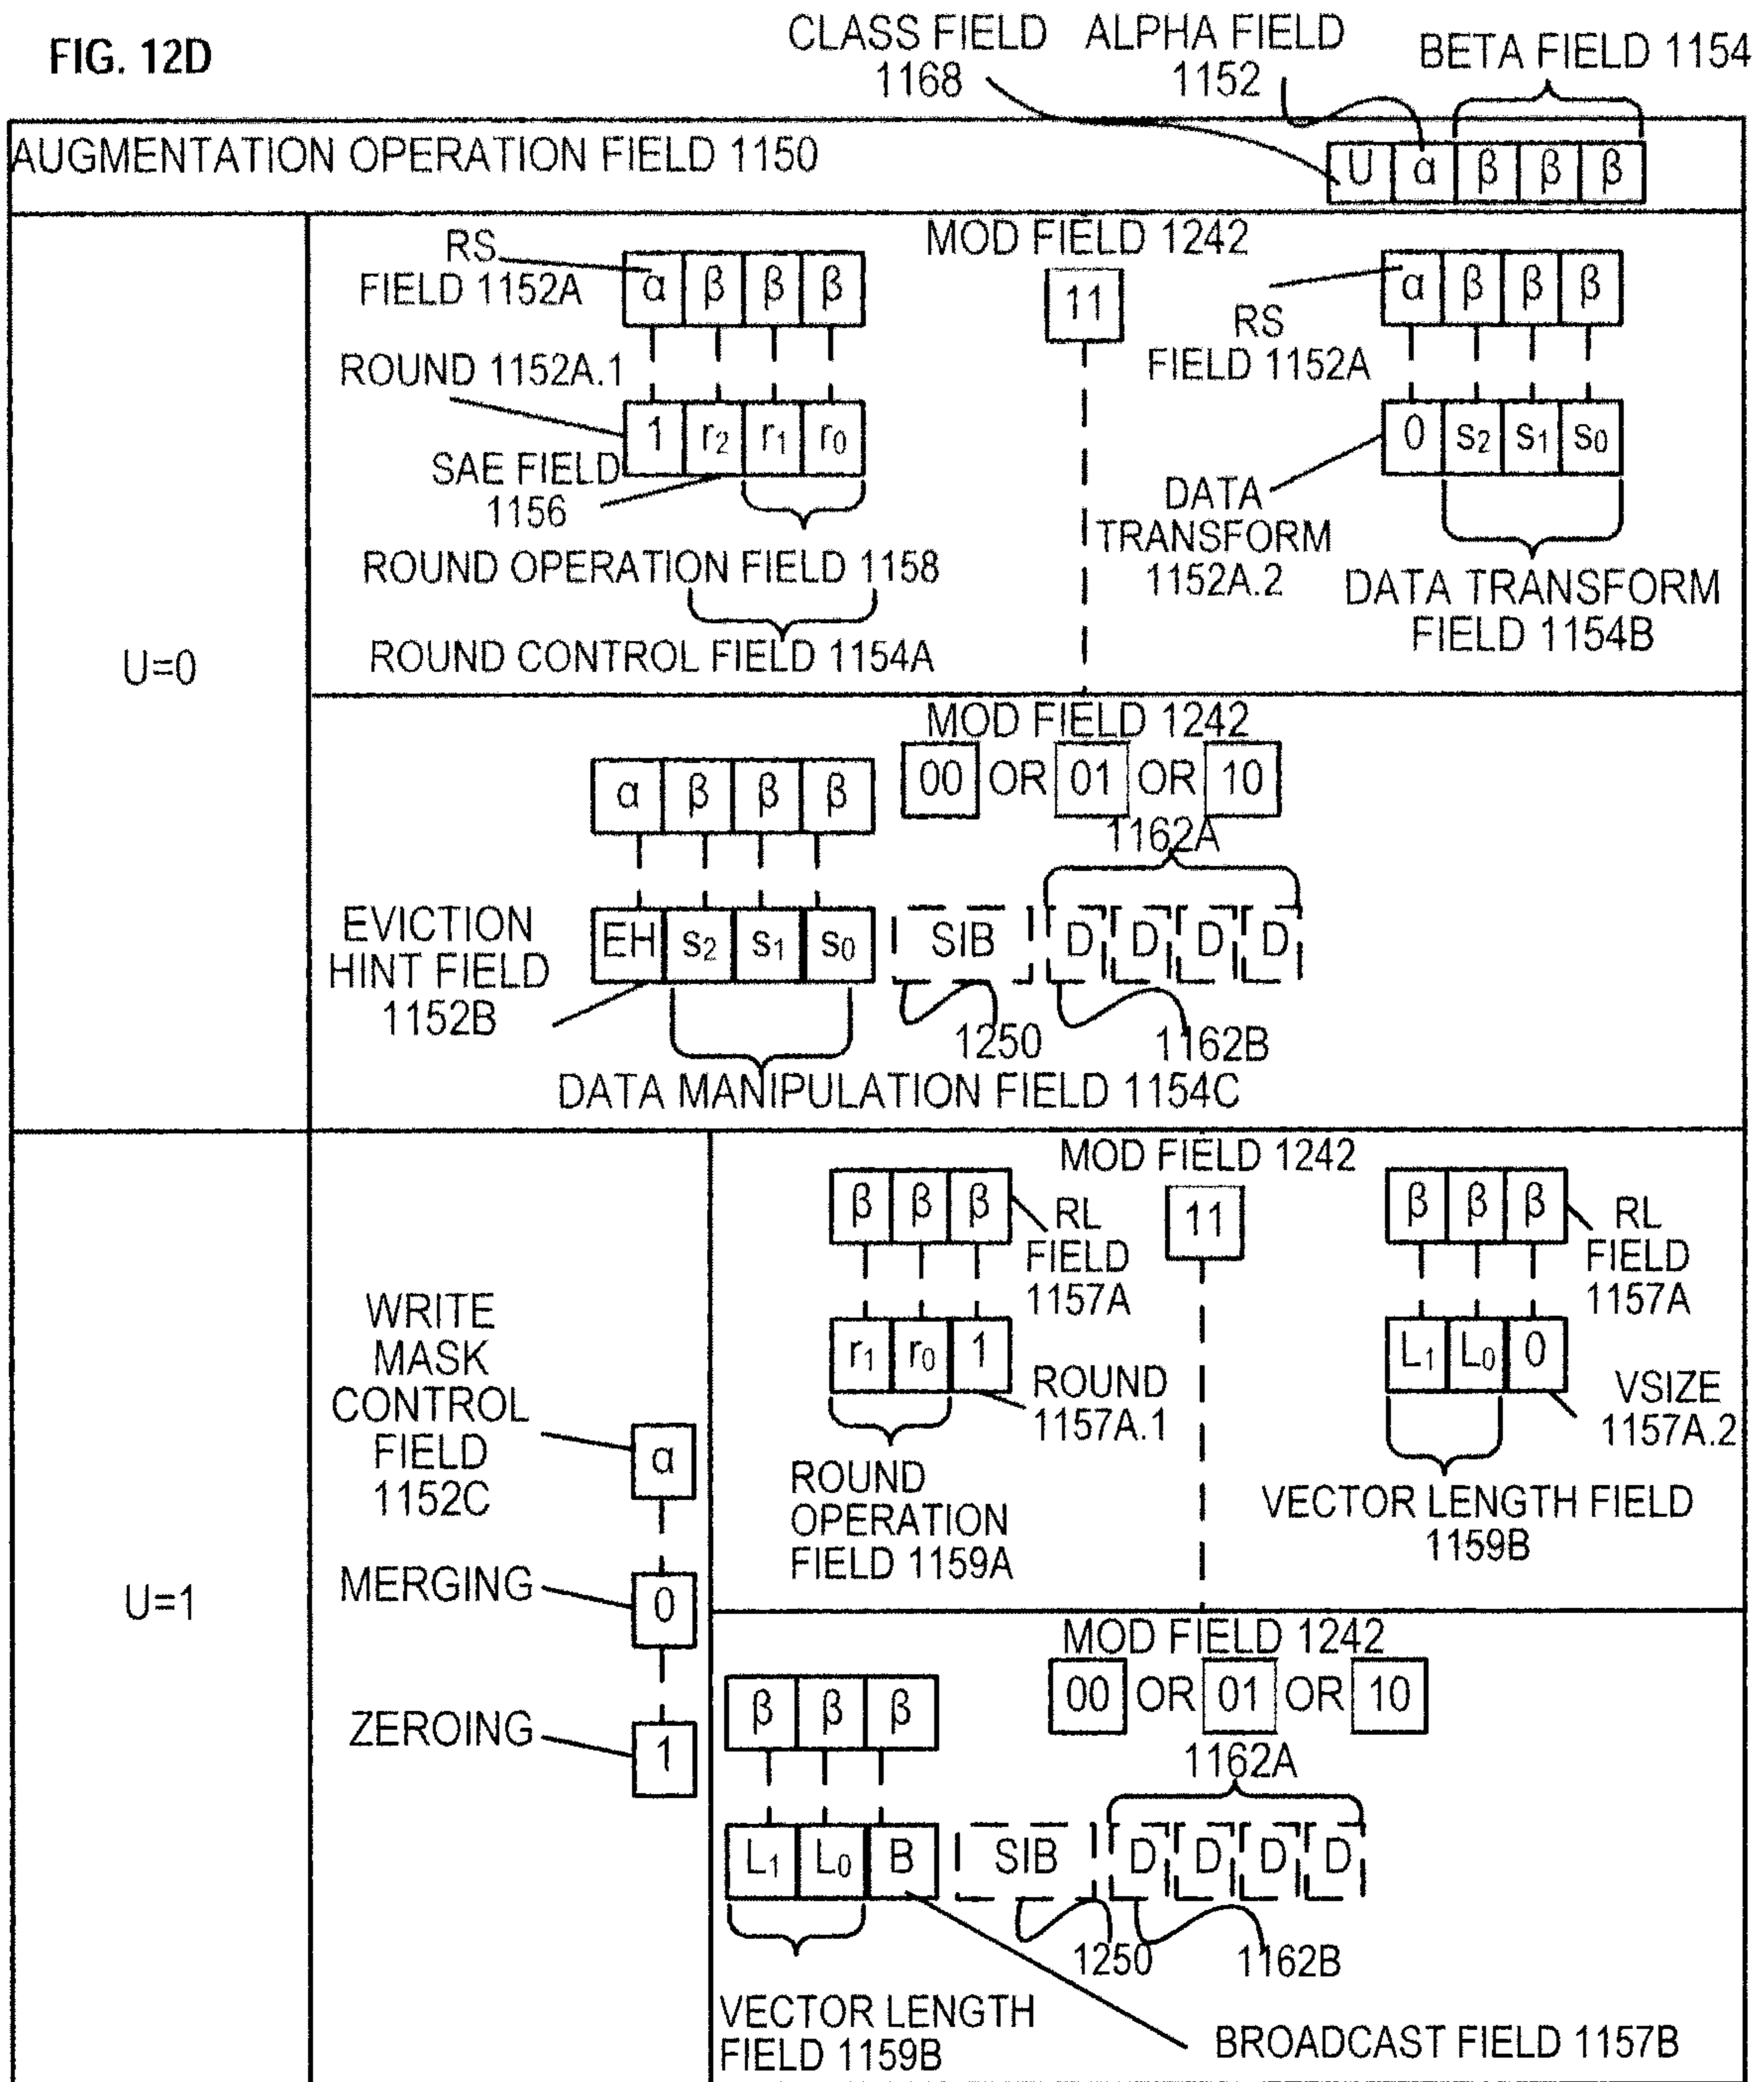 FIG. 12D
CLASS FIELD
1168
ALPHA FIELD
1152
BETA FIELD 1154
AUGMENTATION OPERATION FIELD 1150
U α β β β
U=0
MOD FIELD 1242
11
RS
FIELD 1152A
α β β β
ROUND 1152A.1
1 r2 r1 r0
SAE FIELD
1156
ROUND OPERATION FIELD 1158
ROUND CONTROL FIELD 1154A
α β β β
RS
FIELD 1152A
0 s2 s1 s0
DATA
TRANSFORM
1152A.2
DATA TRANSFORM
FIELD 1154B
MOD FIELD 1242
00 OR 01 OR 10
α β β β
1162A
EVICTION
HINT FIELD
1152B
EH s2 s1 s0 SIB D D D D
1250
1162B
DATA MANIPULATION FIELD 1154C
U=1
WRITE
MASK
CONTROL
FIELD
1152C
α
MERGING
0
ZEROING
1
MOD FIELD 1242
11
β β β
RL
FIELD
1157A
r1 r0 1
ROUND
1157A.1
ROUND
OPERATION
FIELD 1159A
β β β
RL
FIELD
1157A
L1 L0 0
VSIZE
1157A.2
VECTOR LENGTH FIELD
1159B
MOD FIELD 1242
00 OR 01 OR 10
β β β
1162A
L1 L0 B SIB D D D D
1250
1162B
VECTOR LENGTH
FIELD 1159B
BROADCAST FIELD 1157B